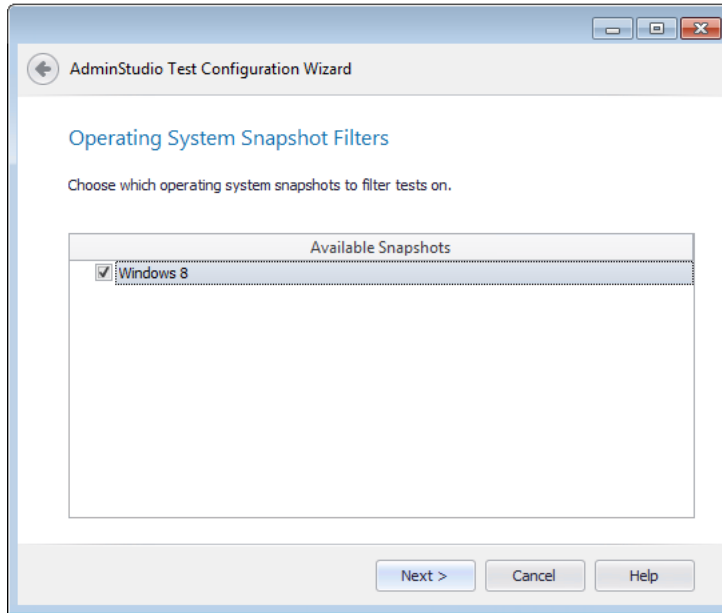 AdminStudio Test Configuration Wizard
Operating System Snapshot Filters
Choose which operating system snapshots to filter tests on.
Available Snapshots
Windows 8
Next > Cancel Help